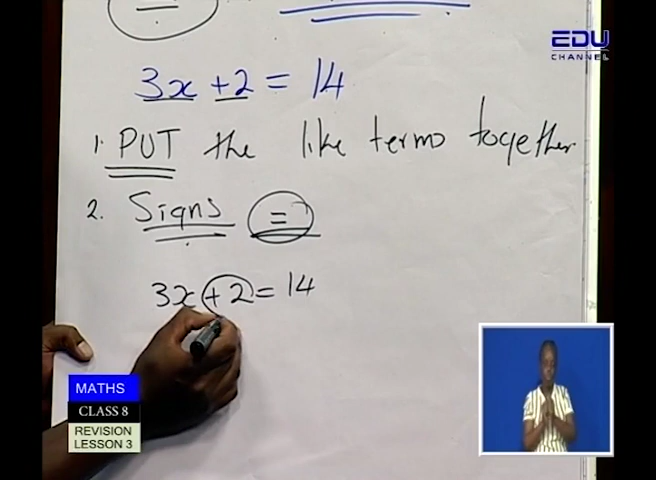 EDU
CHANNEL
3x + 2 = 14
1. PUT the like terms together.
2. Signs =
3x + 2 = 14
MATHS
CLASS 8
REVISION
LESSON 3